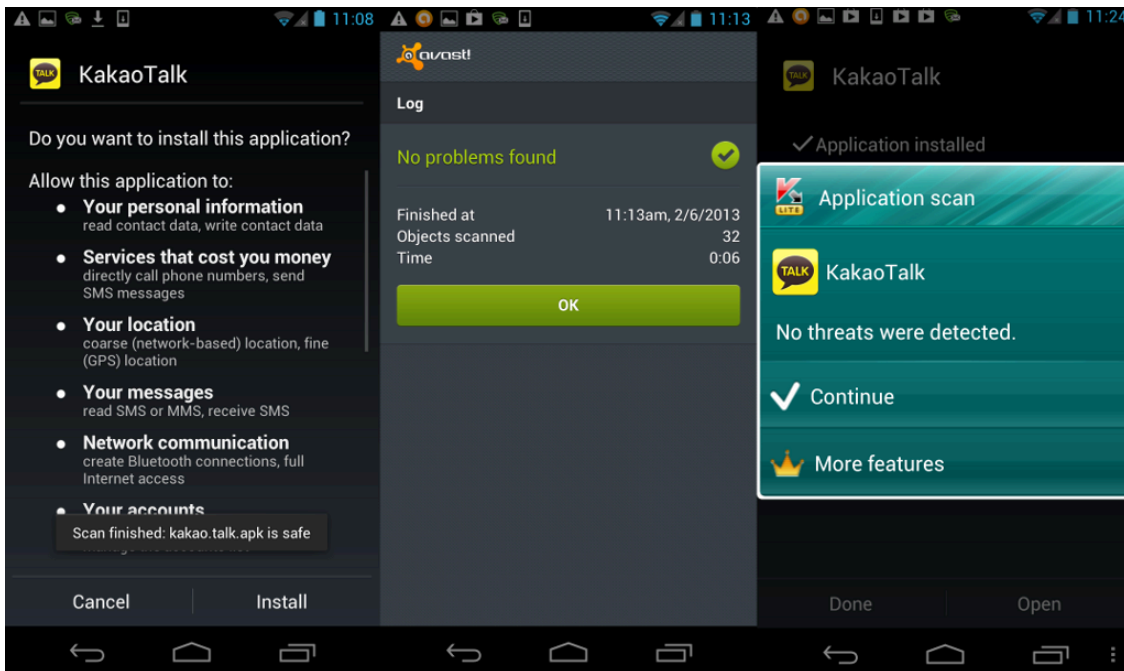 11:08
TALK
KakaoTalk
Do you want to install this application?
Allow this application to:
Your personal information
read contact data, write contact data
Services that cost you money
directly call phone numbers, send
SMS messages
Your location
coarse (network-based) location, fine
(GPS) location
Your messages
read SMS or MMS, receive SMS
Network communication
create Bluetooth connections, full
Internet access
Your accounts
Scan finished: kakao.talk.apk is safe
Cancel
Install
11:13
avast!
Log
No problems found
Finished at 11:13am, 2/6/2013
Objects scanned 32
Time 0:06
OK
11:24
TALK
KakaoTalk
Application installed
LITE
Application scan
TALK
KakaoTalk
No threats were detected.
Continue
More features
Done
Open